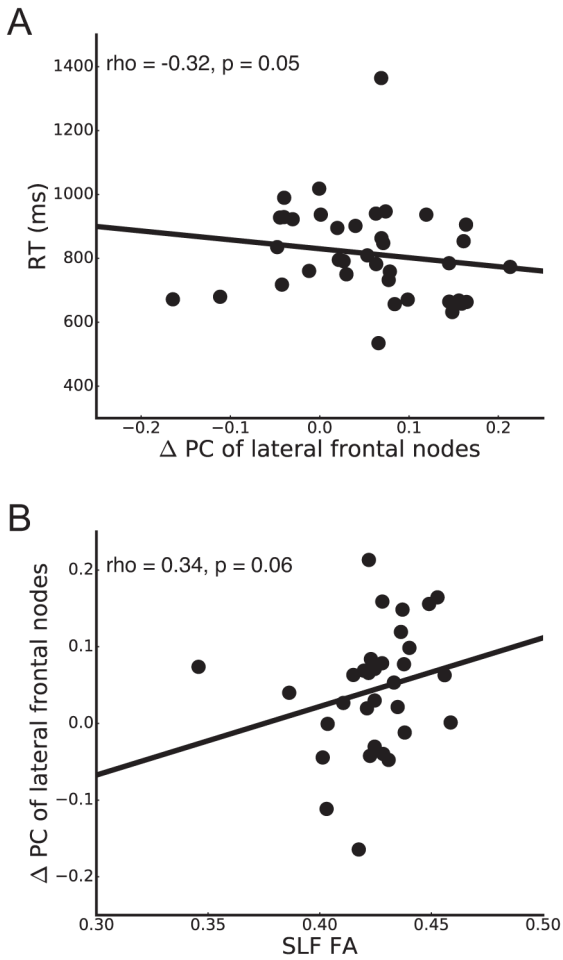 A
rho = -0.32, p = 0.05
1400
1200
1000
800
600
400
RT (ms)
−0.2 −0.1 0.0 0.1 0.2
Δ PC of lateral frontal nodes
B
rho = 0.34, p = 0.06
0.2
0.1
0.0
−0.1
−0.2
Δ PC of lateral frontal nodes
0.30 0.35 0.40 0.45 0.50
SLF FA